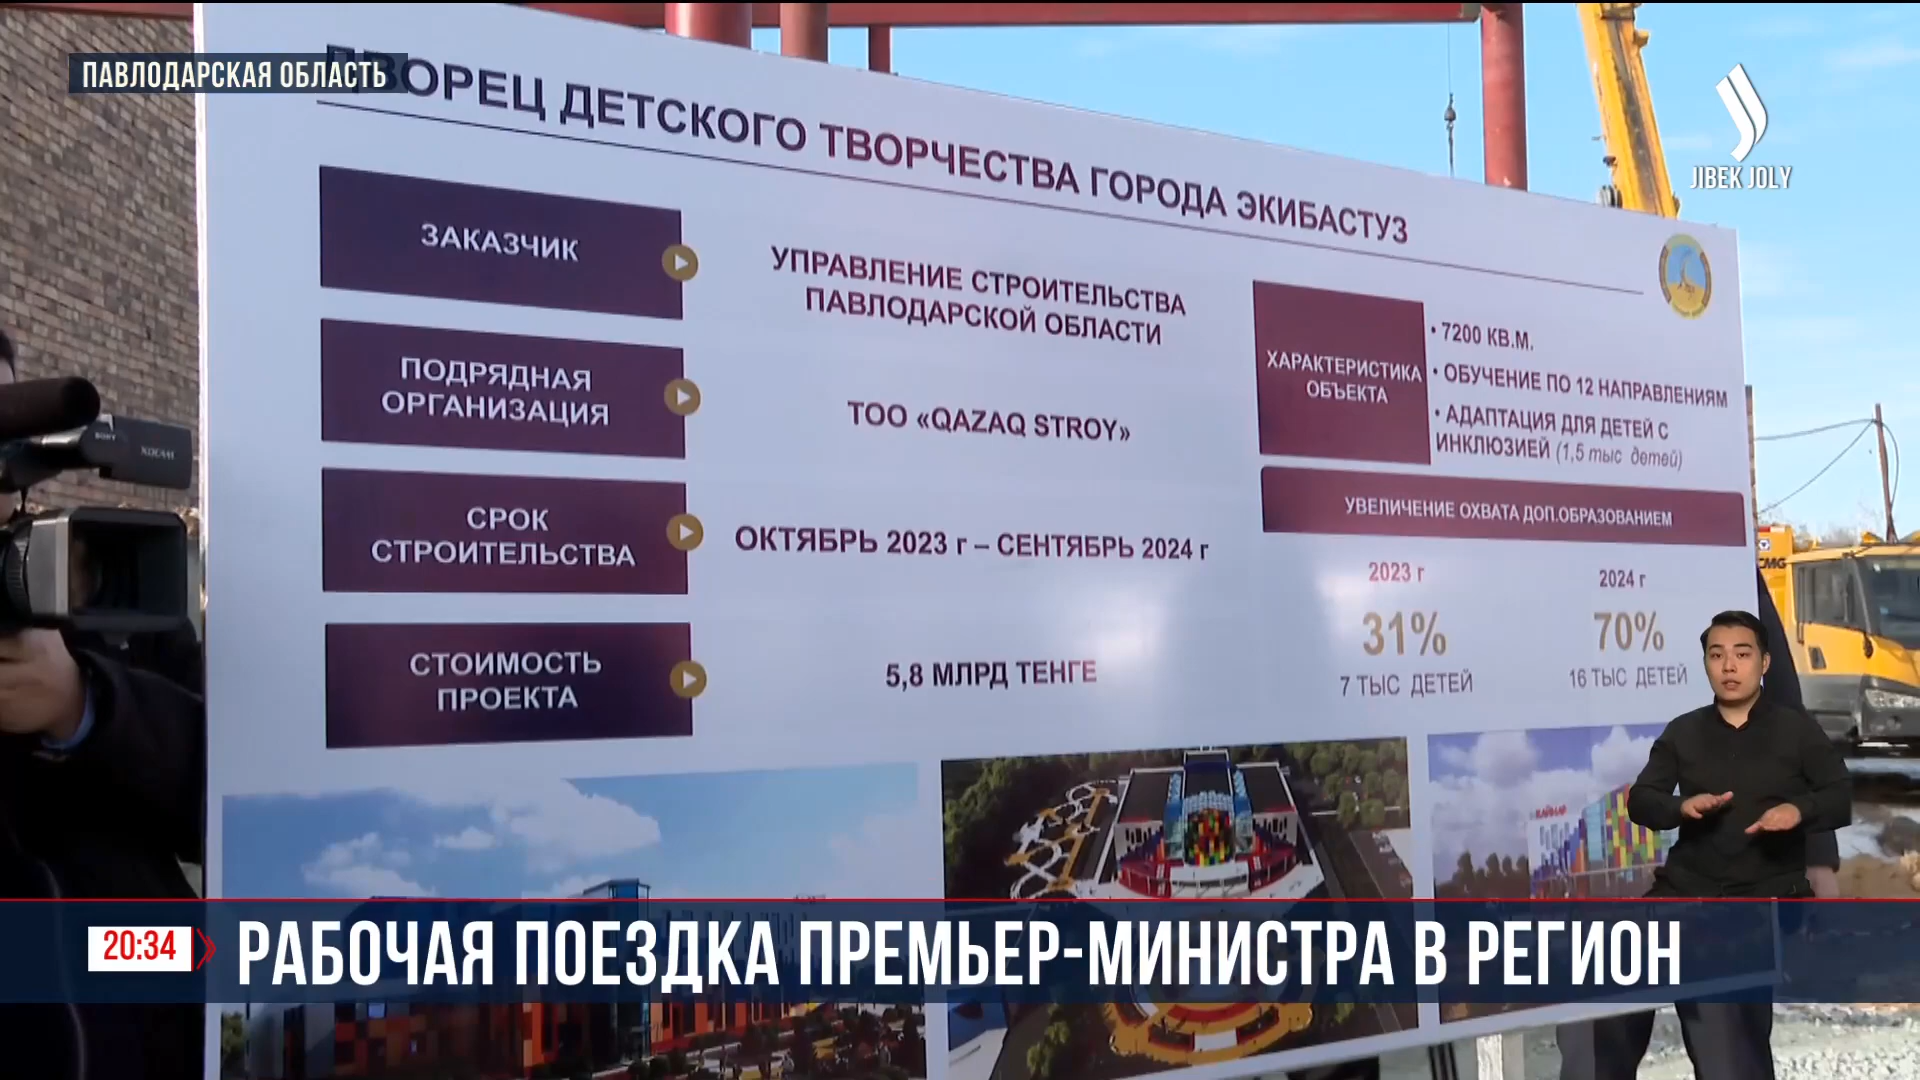 ПАВЛОДАРСКАЯ ОБЛАСТЬ
JIBEK JOLY
ДВОРЕЦ ДЕТСКОГО ТВОРЧЕСТВА ГОРОДА ЭКИБАСТУЗ
ЗАКАЗЧИК
УПРАВЛЕНИЕ СТРОИТЕЛЬСТВА
ПАВЛОДАРСКОЙ ОБЛАСТИ
ПОДРЯДНАЯ
ОРГАНИЗАЦИЯ
ТОО «QAZAQ STROY»
СРОК
СТРОИТЕЛЬСТВА
ОКТЯБРЬ 2023 г – СЕНТЯБРЬ 2024 г
СТОИМОСТЬ
ПРОЕКТА
5,8 МЛРД ТЕНГЕ
ХАРАКТЕРИСТИКА
ОБЪЕКТА
• 7200 КВ.М.
• ОБУЧЕНИЕ ПО 12 НАПРАВЛЕНИЯМ
• АДАПТАЦИЯ ДЛЯ ДЕТЕЙ С
ИНКЛЮЗИЕЙ (1,5 тыс детей)
УВЕЛИЧЕНИЕ ОХВАТА ДОП.ОБРАЗОВАНИЕМ
2023 г
31%
7 ТЫС ДЕТЕЙ
2024 г
70%
16 ТЫС ДЕТЕЙ
SONY
XDCAM
20:34
РАБОЧАЯ ПОЕЗДКА ПРЕМЬЕР-МИНИСТРА В РЕГИОН